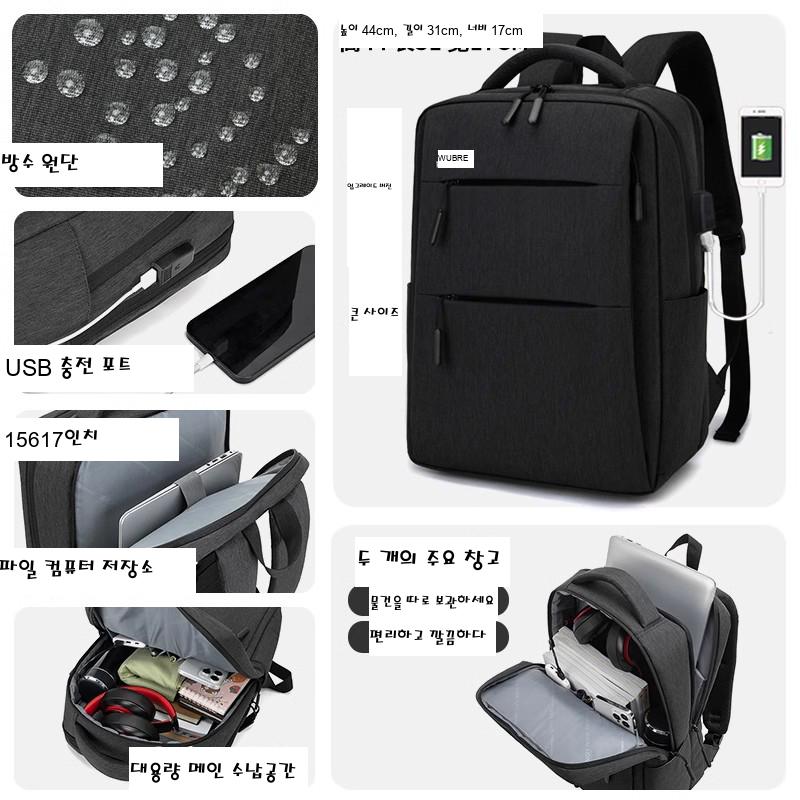 높이 44cm, 길이 31cm, 너비 17cm
방수 원단
WUBRE
업그레이드 버전
큰 사이즈
USB 충전 포트
15617인치
파일 컴퓨터 저장소
두 개의 주요 창고
물건을 따로 보관하세요
편리하고 깔끔하다
대용량 메인 수납공간